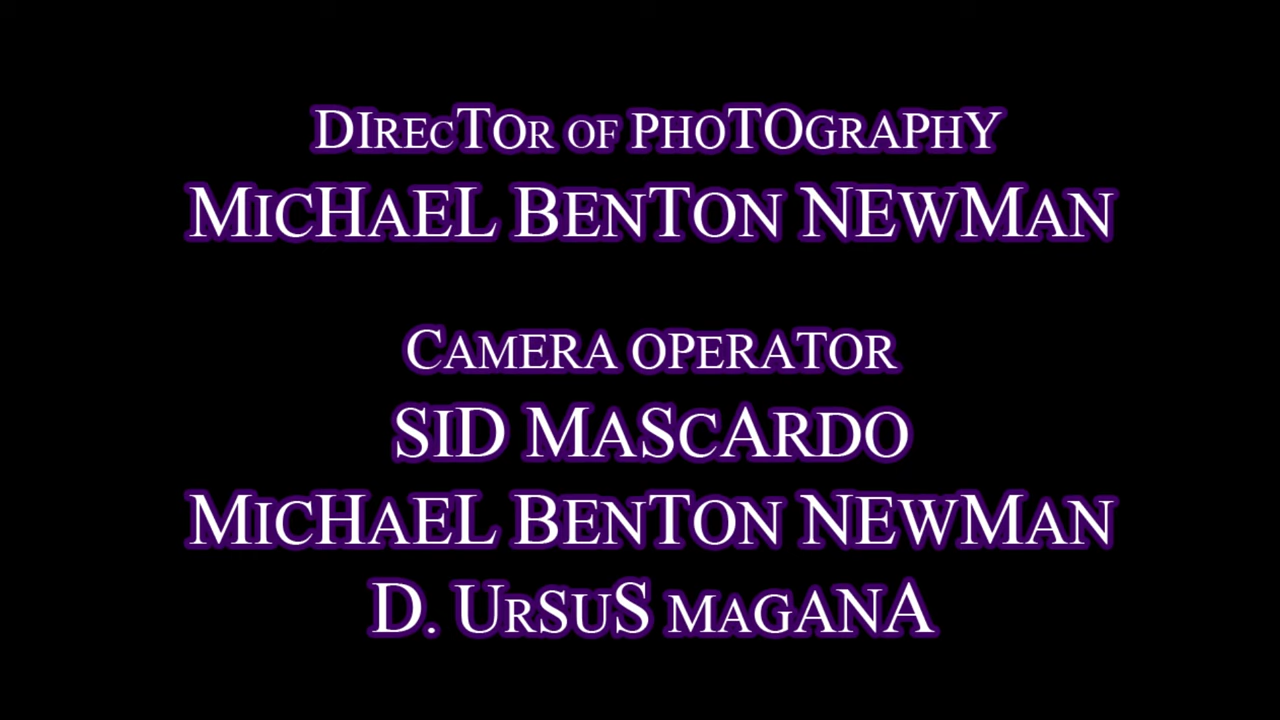 DIRECTOR OF PHOTOGRAPHY
MICHAEL BENTON NEWMAN
CAMERA OPERATOR
SID MASCARDO
MICHAEL BENTON NEWMAN
D. URSUS MAGANA